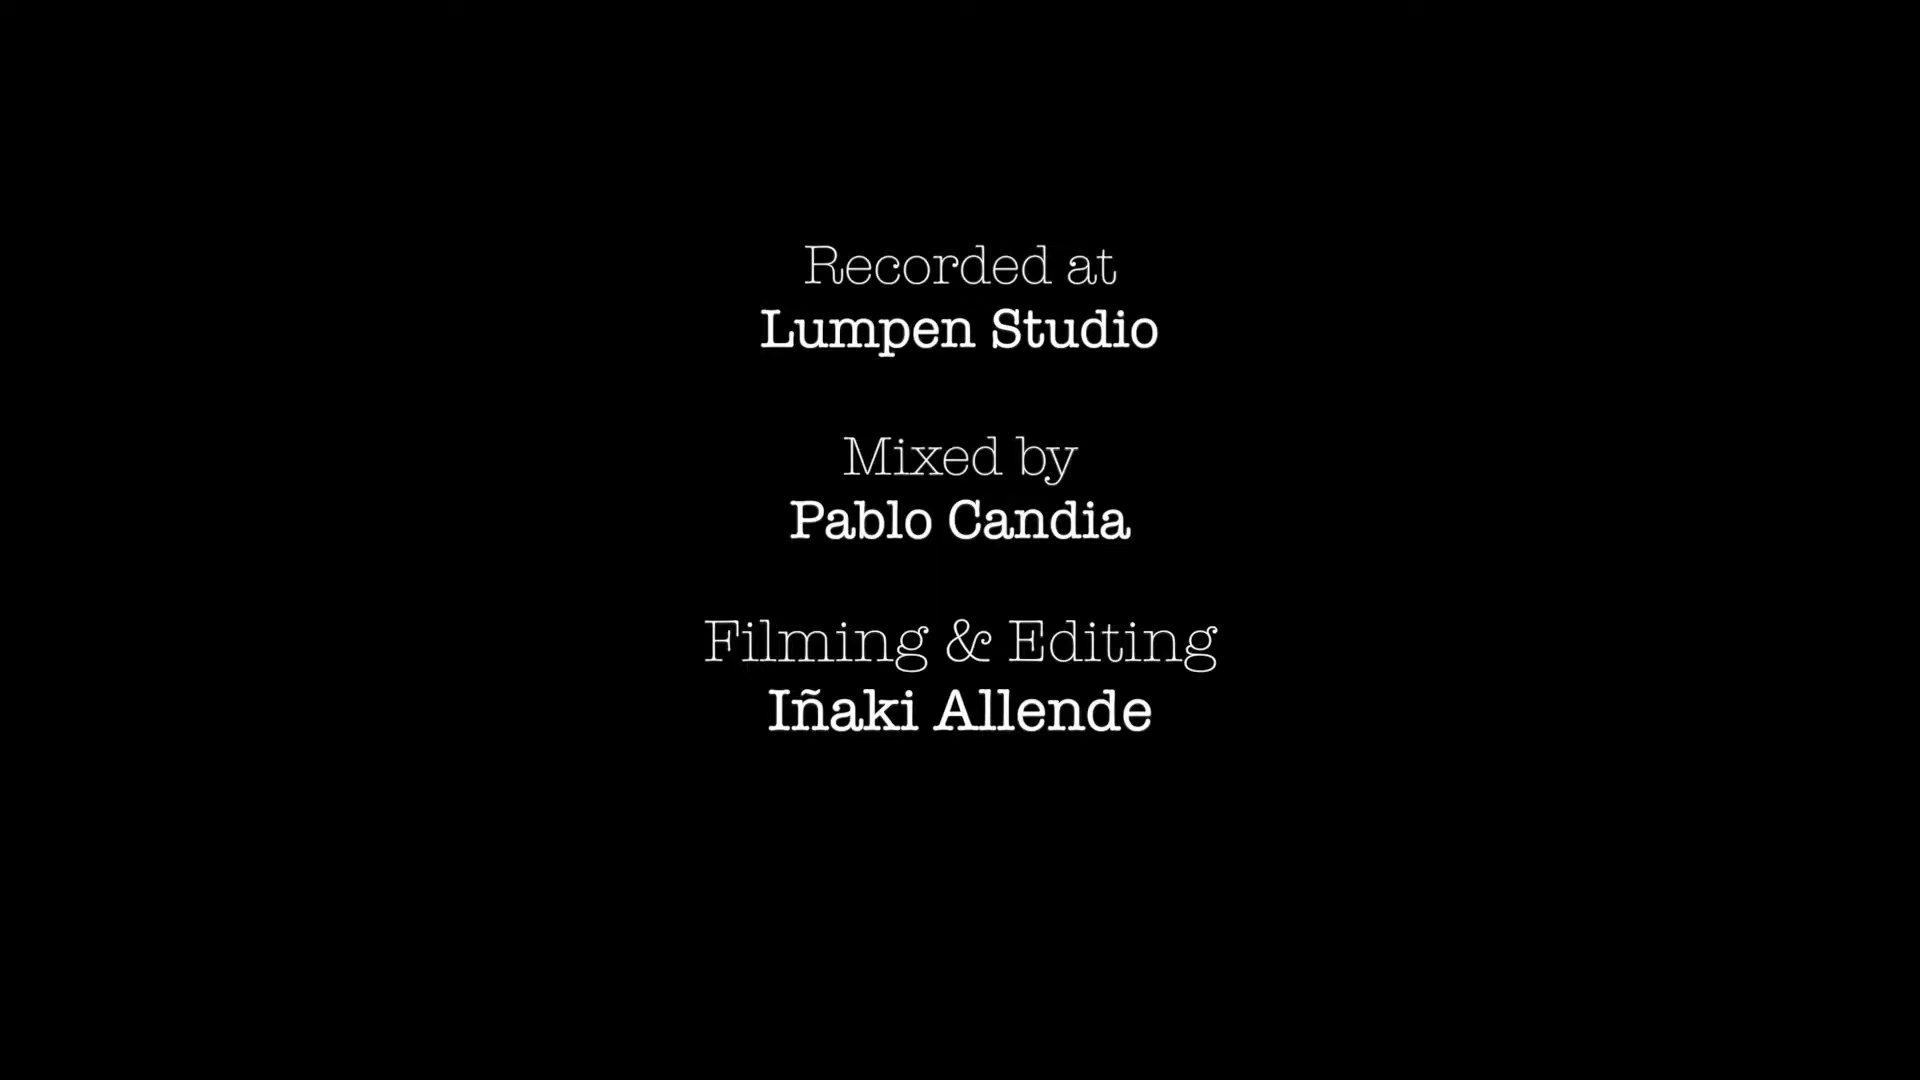 Recorded at
Lumpen Studio
Mixed by
Pablo Candia
Filming & Editing
Iñaki Allende